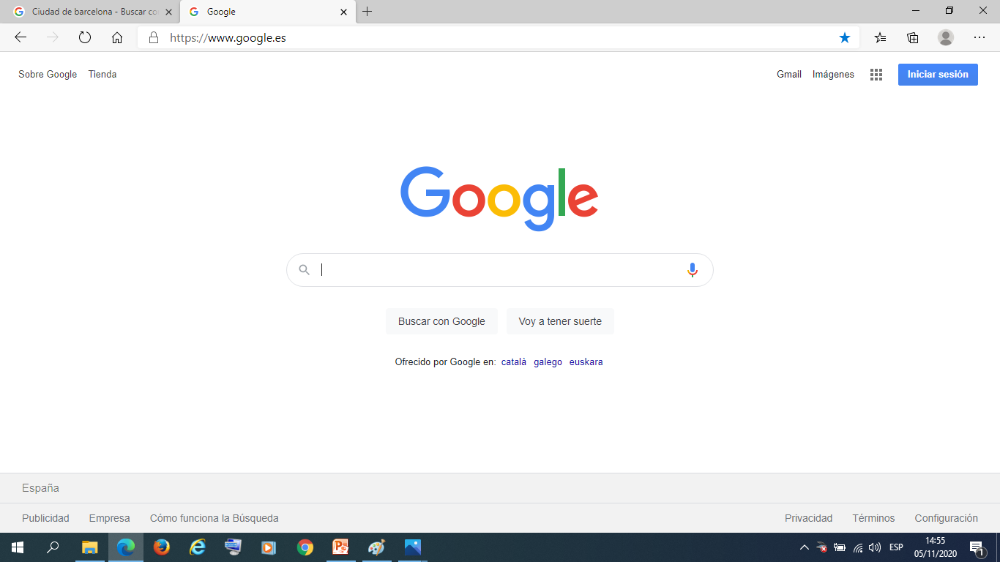 Ciudad de barcelona - Buscar co
Google
https://www.google.es
Sobre Google Tienda
Gmail Imágenes Iniciar sesión
Google
Buscar con Google Voy a tener suerte
Ofrecido por Google en: català galego euskara
España
Publicidad Empresa Cómo funciona la Búsqueda
Privacidad Términos Configuración
ESP
14:55
05/11/2020
1